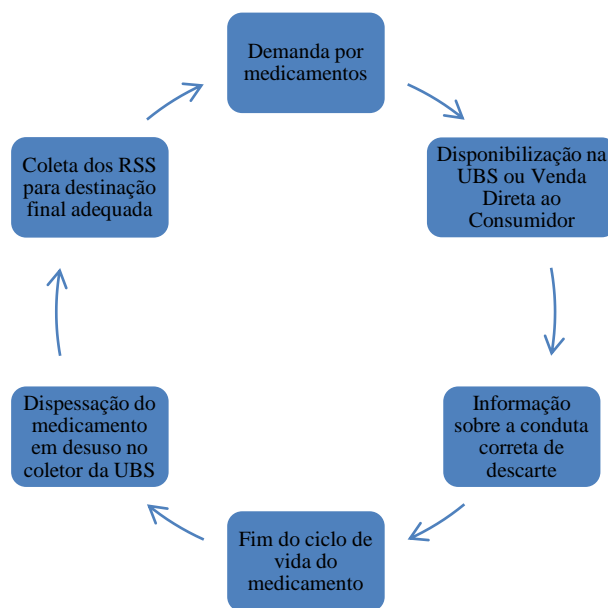 Demanda por
medicamentos
Disponibilização na
UBS ou Venda
Direta ao
Consumidor
Informação
sobre a conduta
correta de
descarte
Fim do ciclo de
vida do
medicamento
Dispessação do
medicamento
em desuso no
coletor da UBS
Coleta dos RSS
para destinação
final adequada